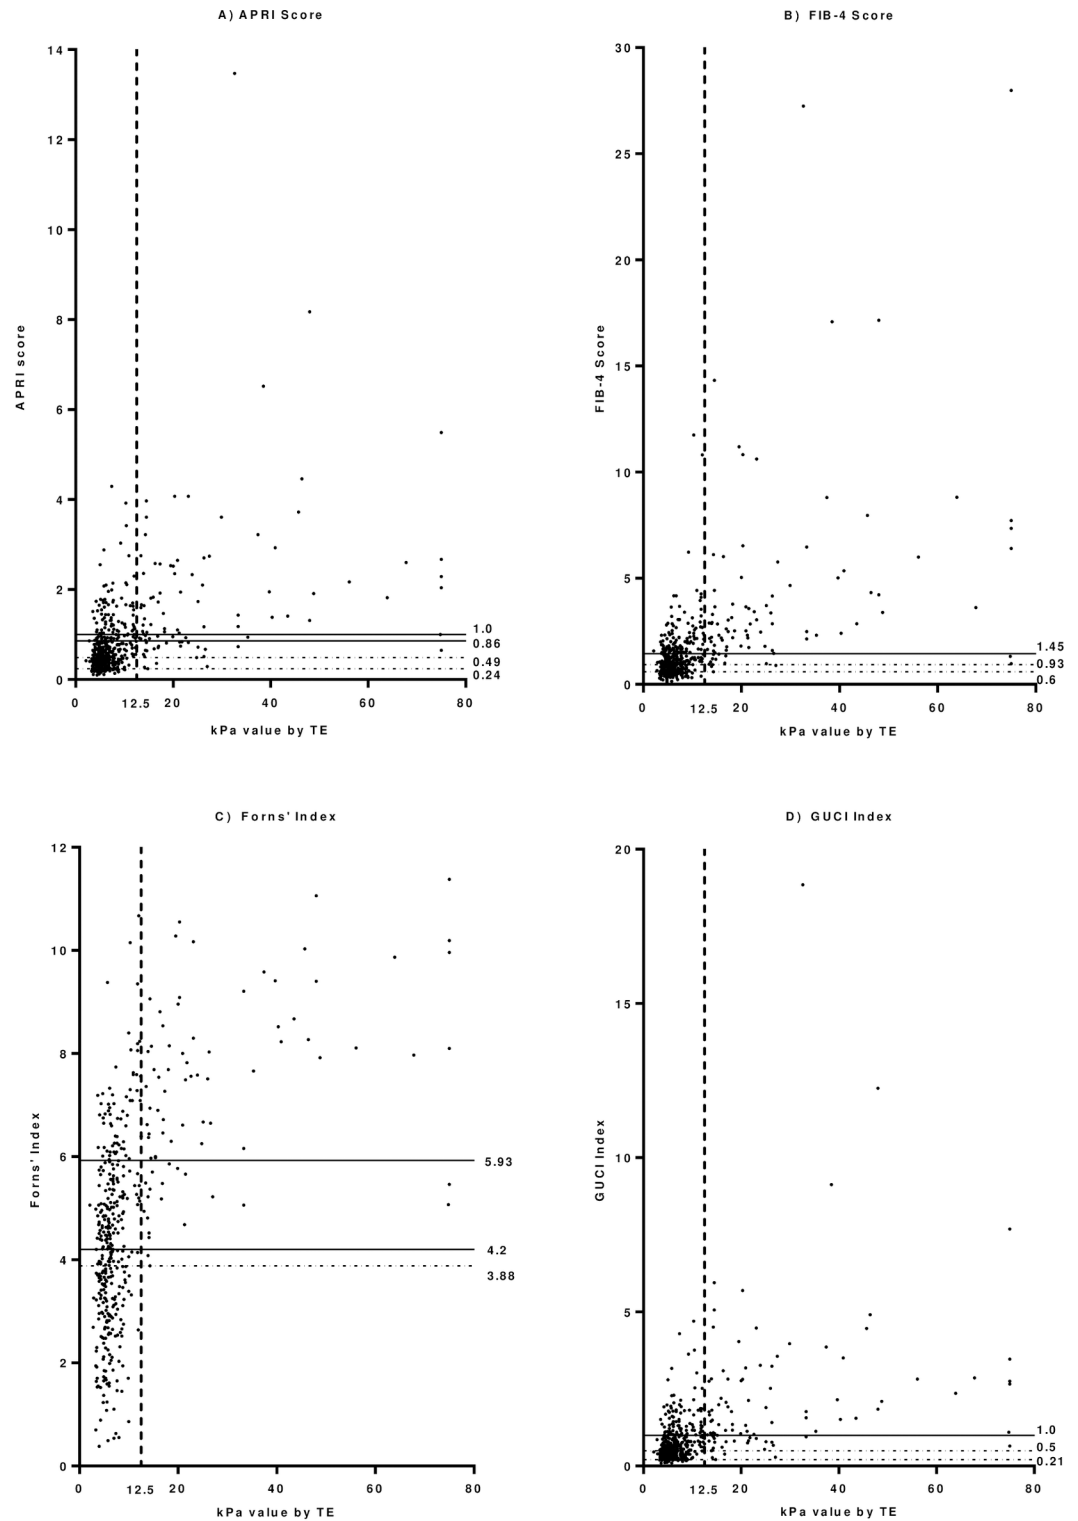 A) APRI Score
14
12
10
8
6
4
2
0
APRI score
1.0
0.86
0.49
0.24
0 12.5 20 40 60 80
kPa value by TE
B) FIB-4 Score
30
25
20
15
10
5
0
FIB-4 Score
1.45
0.93
0.6
0 12.5 20 40 60 80
kPa value by TE
C) Forns' Index
12
10
8
6
4
2
0
Forns' Index
5.93
4.2
3.88
0 12.5 20 40 60 80
kPa value by TE
D) GUCI Index
20
15
10
5
0
GUCI Index
1.0
0.5
0.21
0 12.5 20 40 60 80
kPa value by TE